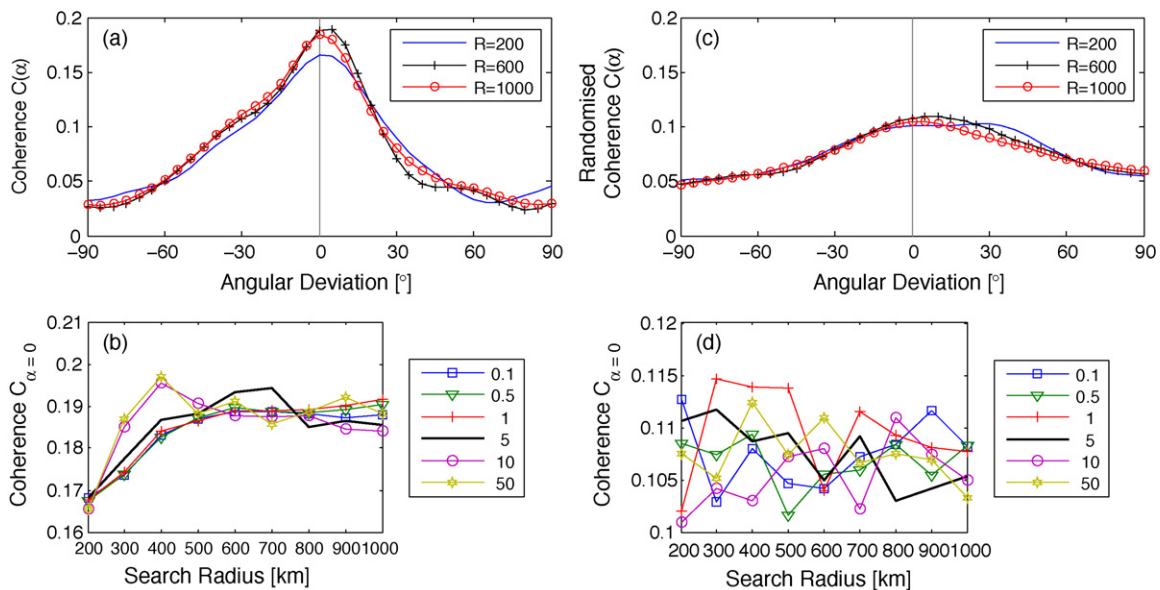 (a)
R=200
R=600
R=1000
Coherence C(α)
0.2
0.15
0.1
0.05
0
−90 −60 −30 0 30 60 90
Angular Deviation [°]
(c)
R=200
R=600
R=1000
Randomised
Coherence C(α)
0.2
0.15
0.1
0.05
0
−90 −60 −30 0 30 60 90
Angular Deviation [°]
(b)
Coherence C α = 0
0.21
0.2
0.19
0.18
0.17
0.16
200 300 400 500 600 700 800 900 1000
Search Radius [km]
0.1
0.5
1
5
10
50
(d)
Coherence C α = 0
0.12
0.115
0.11
0.105
0.1
200 300 400 500 600 700 800 900 1000
Search Radius [km]
0.1
0.5
1
5
10
50